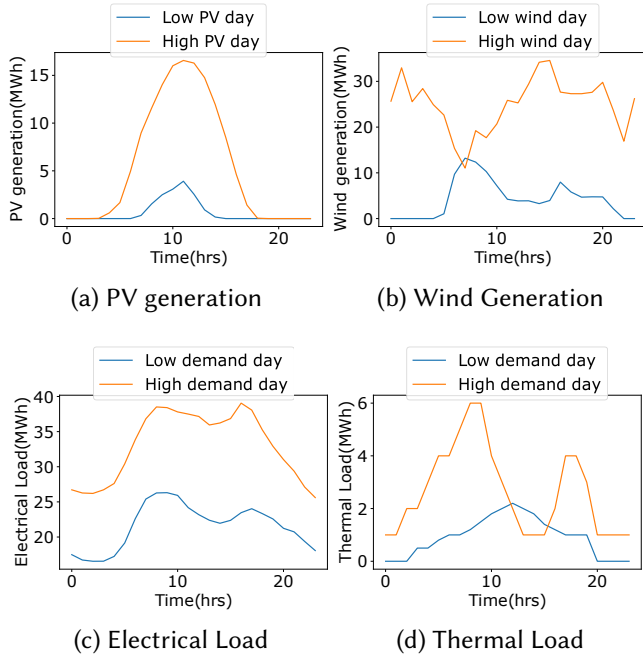 Low PV day
High PV day
PV generation(MWh)
15
10
5
0
0
10
20
Time(hrs)
(a) PV generation
Low wind day
High wind day
Wind generation(MWh)
30
20
10
0
0
10
20
Time(hrs)
(b) Wind Generation
Low demand day
High demand day
Electrical Load(MWh)
40
35
30
25
20
0
10
20
Time(hrs)
(c) Electrical Load
Low demand day
High demand day
Thermal Load(MWh)
6
4
2
0
0
10
20
Time(hrs)
(d) Thermal Load